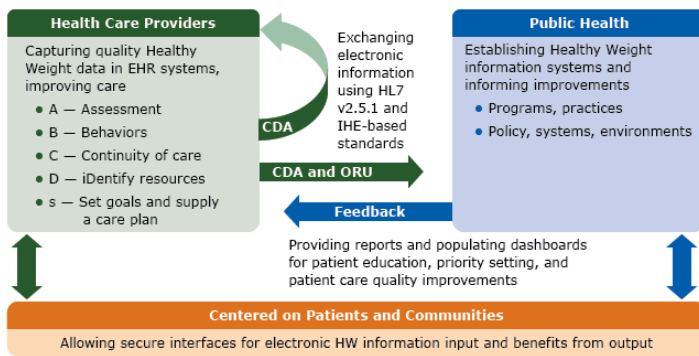 Health Care Providers
Capturing quality Healthy
Weight data in EHR systems,
improving care
• A — Assessment
• B — Behaviors
• C — Continuity of care
• D — iDentify resources
• s — Set goals and supply
a care plan
CDA
Exchanging
electronic
information
using HL7
v2.5.1 and
IHE-based
standards
CDA and ORU
Feedback
Public Health
Establishing Healthy Weight
information systems and
informing improvements
• Programs, practices
• Policy, systems, environments
Providing reports and populating dashboards
for patient education, priority setting, and
patient care quality improvements
Centered on Patients and Communities
Allowing secure interfaces for electronic HW information input and benefits from output